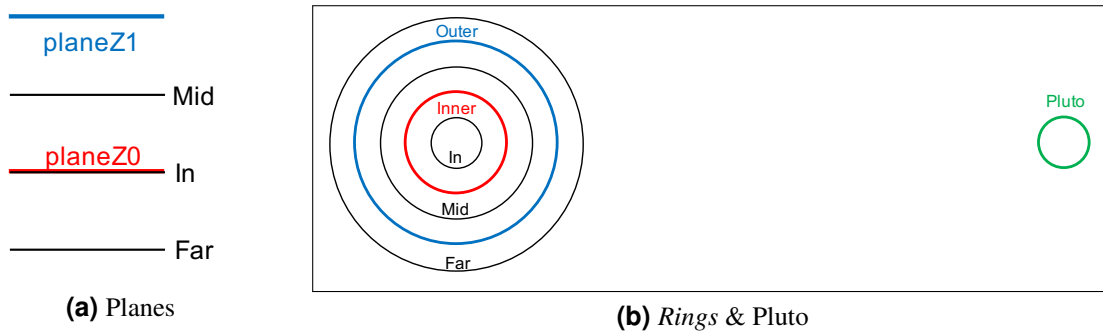 planeZ1
Mid
planeZ0
In
Far
(a) Planes
Outer
Inner
In
Mid
Far
Pluto
(b) Rings & Pluto